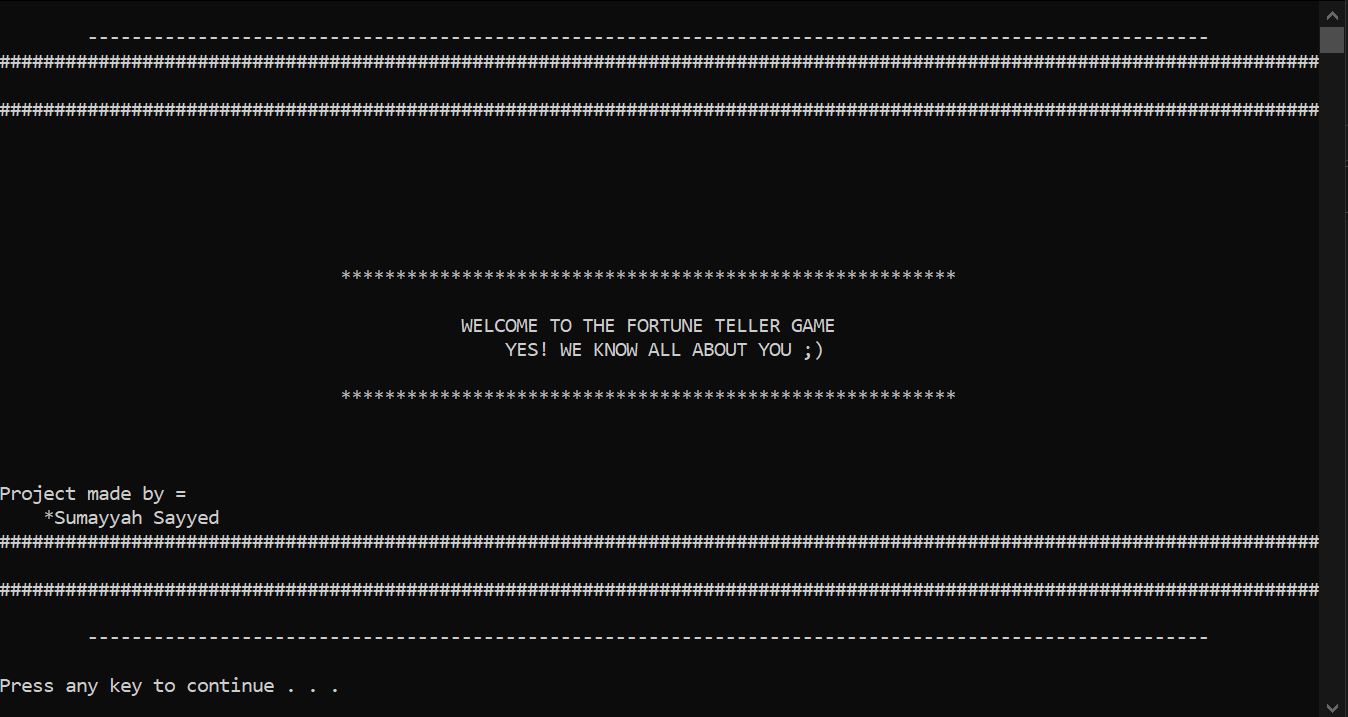 ------------------------------------------------------------------------------------------------------
########################################################################################################################
########################################################################################################################
********************************************************
WELCOME TO THE FORTUNE TELLER GAME
YES! WE KNOW ALL ABOUT YOU ;)
********************************************************
Project made by =
*Sumayyah Sayyed
########################################################################################################################
########################################################################################################################
------------------------------------------------------------------------------------------------------
Press any key to continue . . .